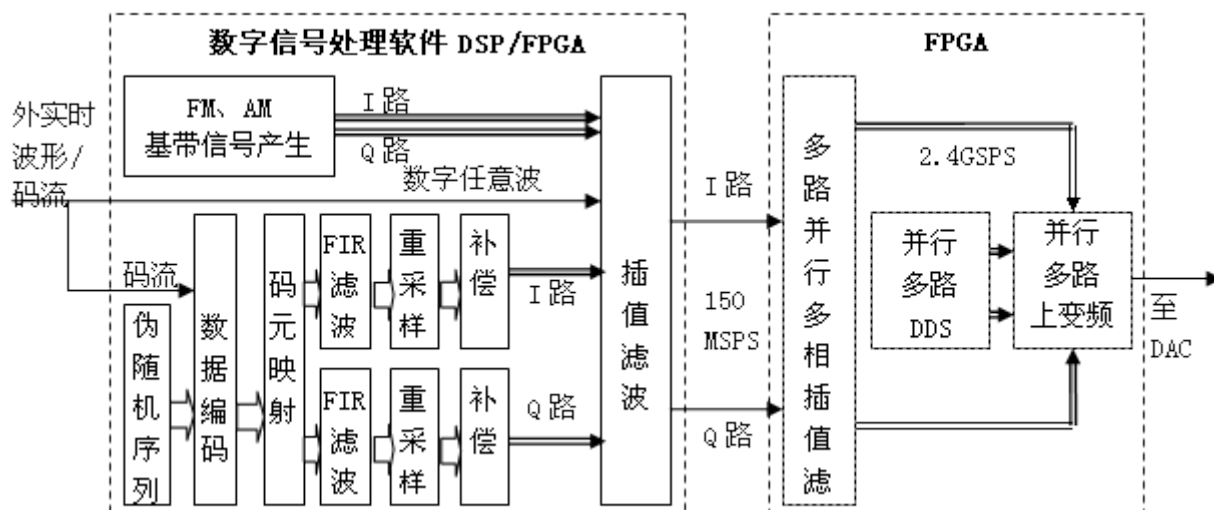 数字信号处理软件 DSP/FPGA
FPGA
FM、AM
基带信号产生
I 路
Q 路
外实时
波形/
码流
数字任意波
码流
伪随机序列
数据编码
码元映射
FIR
滤波
重采样
补偿
I 路
FIR
滤波
重采样
补偿
Q 路
插值滤波
I 路
150
MSPS
Q 路
多路并行多相插值滤
2.4GSPS
并行
多路
DDS
并行
多路
上变频
至
DAC